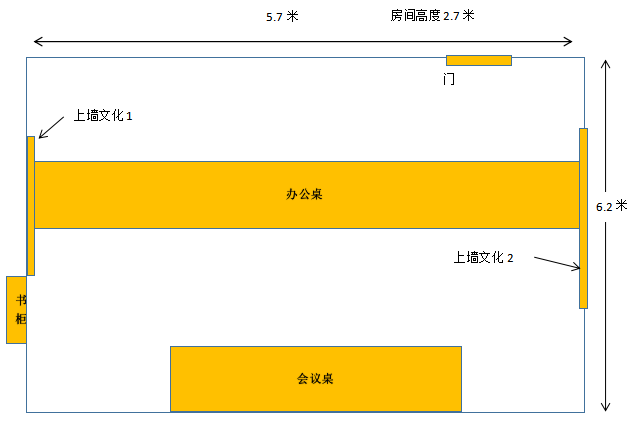 5.7 米
房间高度 2.7 米
门
上墙文化 1
办公桌
6.2 米
上墙文化 2
书
柜
会议桌